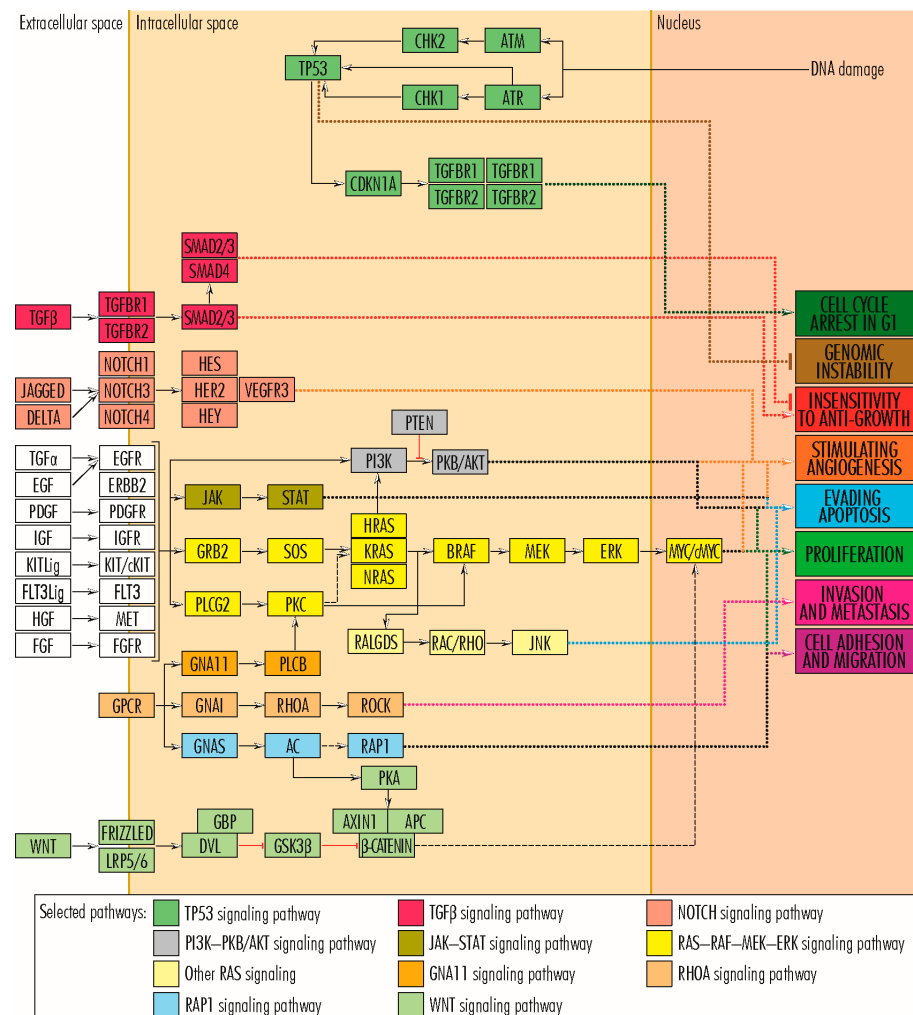 Extracellular space
Intracellular space
Nucleus
CHK2
ATM
TP53
DNA damage
CHK1
ATR
CDKN1A
TGFBR1
TGFBR1
TGFBR2
TGFBR2
SMAD2/3
SMAD4
TGFβ
TGFBR1
TGFBR2
SMAD2/3
CELL CYCLE
ARREST IN G1
GENOMIC
INSTABILITY
JAGGED
DELTA
NOTCH1
NOTCH3
NOTCH4
HES
HER2
HEY
VEGFR3
INSENSITIVITY
TO ANTI-GROWTH
PTEN
STIMULATING
ANGIOGENESIS
TGFα
EGFR
PI3K
PKB/AKT
EGF
ERBB2
JAK
STAT
EVADING
APOPTOSIS
PDGF
PDGFR
HRAS
IGF
IGFR
GRB2
SOS
KRAS
BRAF
MEK
ERK
MYC/cMYC
PROLIFERATION
KITLig
KIT/cKIT
NRAS
FLT3Lig
FLT3
PLCG2
PKC
INVASION
AND METASTASIS
HGF
MET
FGF
FGFR
RALGDS
RAC/RHO
JNK
CELL ADHESION
AND MIGRATION
GNA11
PLCB
GPCR
GNAI
RHOA
ROCK
GNAS
AC
RAP1
PKA
GBP
AXIN1
APC
WNT
FRIZZLED
LRP5/6
DVL
GSK3β
β-CATENIN
Selected pathways:
TP53 signaling pathway
TGFβ signaling pathway
NOTCH signaling pathway
PI3K–PKB/AKT signaling pathway
JAK–STAT signaling pathway
RAS–RAF–MEK–ERK signaling pathway
Other RAS signaling
GNA11 signaling pathway
RHOA signaling pathway
RAP1 signaling pathway
WNT signaling pathway